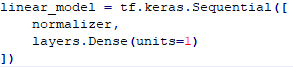 linear_model = tf.keras.Sequential([
    normalizer,
    layers.Dense(units=1)
])